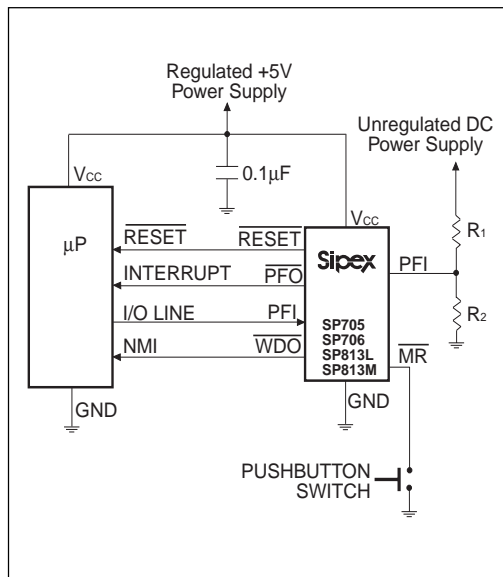 Regulated +5V
Power Supply
Unregulated DC
Power Supply
VCC
0.1µF
VCC
R1
µP
RESET
RESET
Sipex
PFI
INTERRUPT
PFO
R2
I/O LINE
PFI
SP705
SP706
SP813L
SP813M
NMI
WDO
MR
GND
GND
PUSHBUTTON
SWITCH